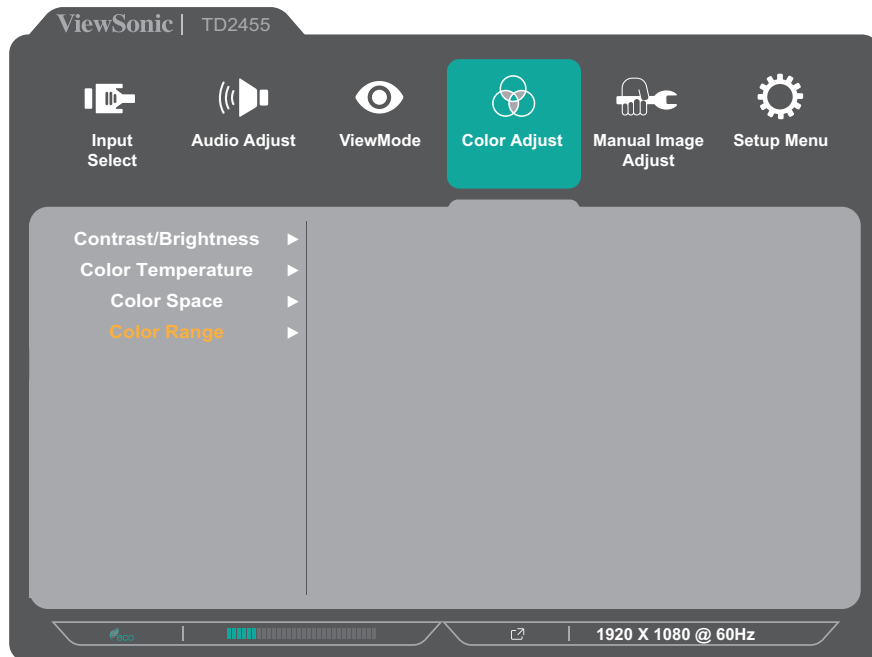 ViewSonic | TD2455
Input Select
Audio Adjust
ViewMode
Color Adjust
Manual Image Adjust
Setup Menu
Contrast/Brightness
Color Temperature
Color Space
Color Range
eco
1920 X 1080 @ 60Hz